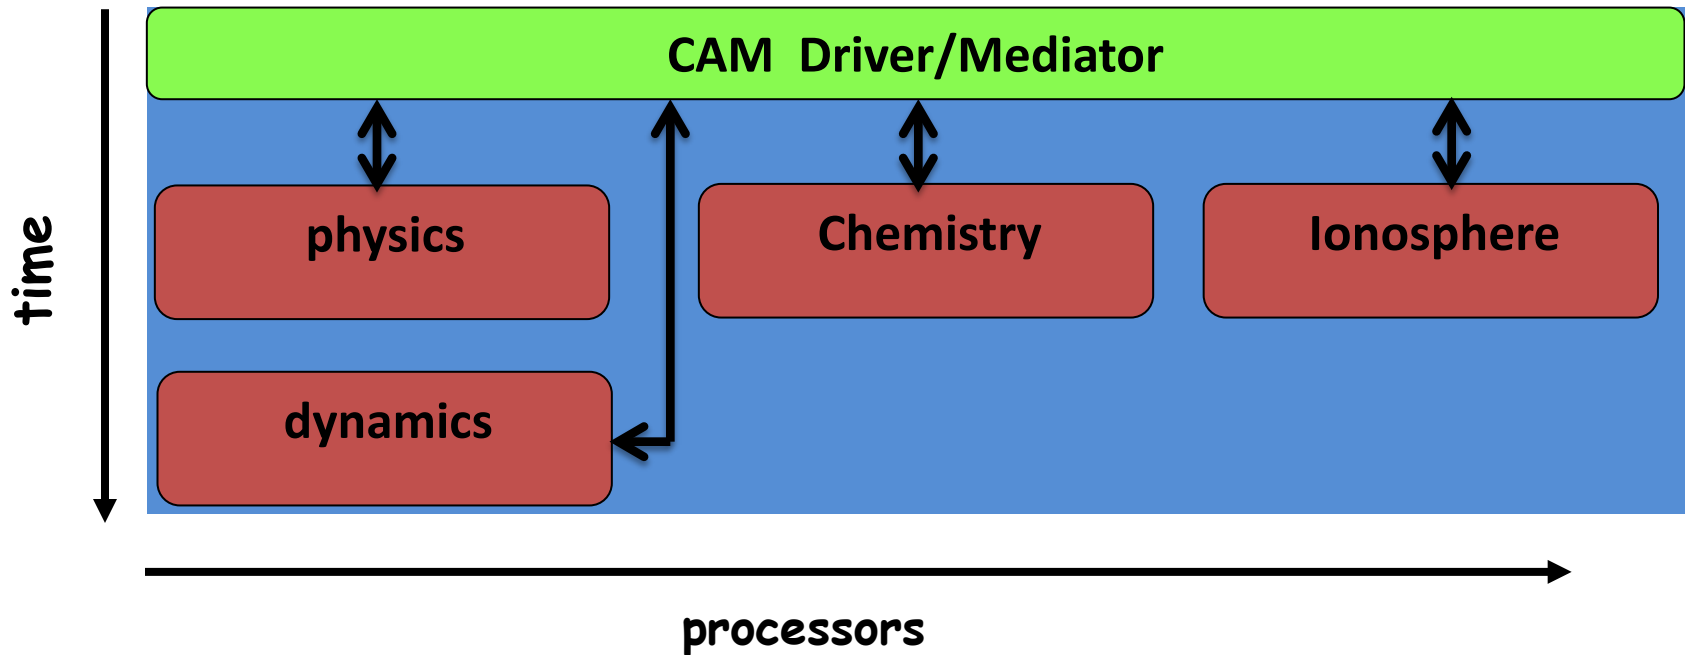 CAM Driver/Mediator
physics
Chemistry
Ionosphere
time
dynamics
processors